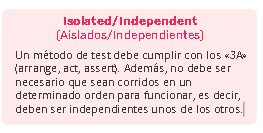 Isolated/Independent
(Aislados/Independientes)
Un método de test debe cumplir con los «3A»
(arrange, act, assert). Además, no debe ser
necesario que sean corridos en un
determinado orden para funcionar, es decir,
deben ser independientes unos de los otros.